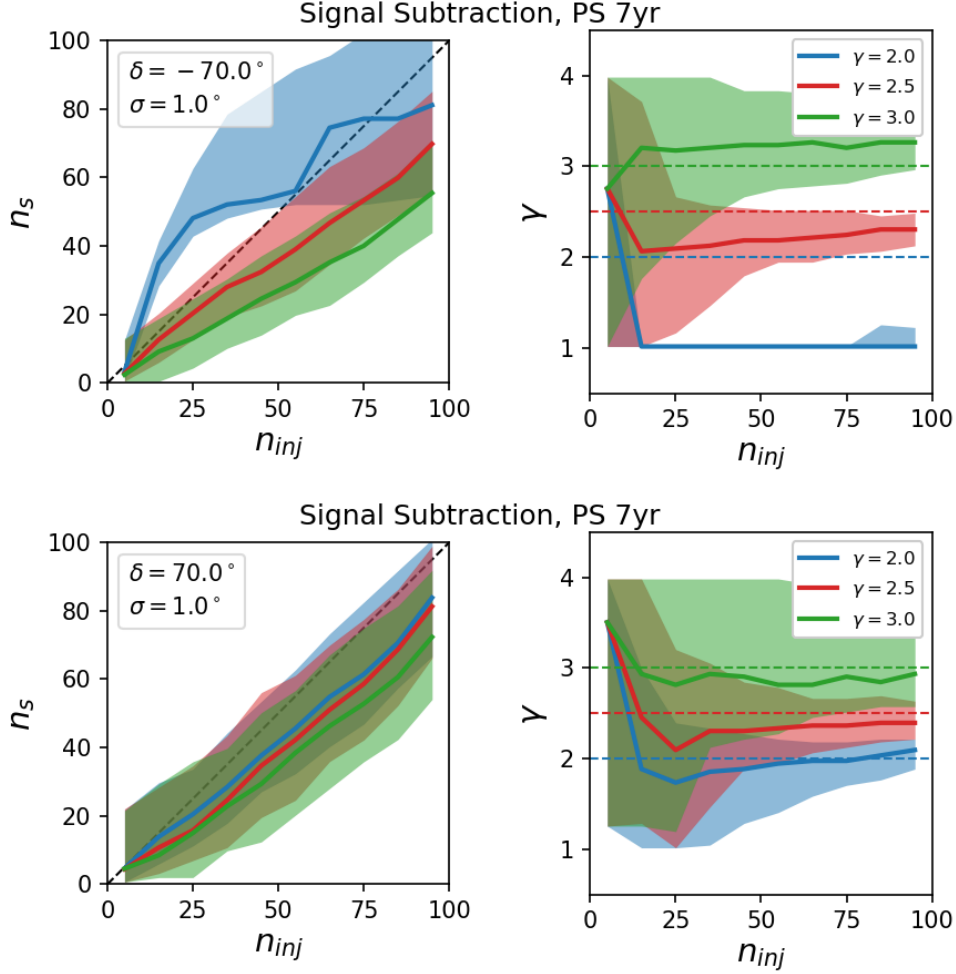 Signal Subtraction, PS 7yr
100
80
60
40
20
0
n_s
δ = −70.0°
σ = 1.0°
0 25 50 75 100
n_inj
4
3
2
1
γ
γ = 2.0
γ = 2.5
γ = 3.0
0 25 50 75 100
n_inj
Signal Subtraction, PS 7yr
100
80
60
40
20
0
n_s
δ = 70.0°
σ = 1.0°
0 25 50 75 100
n_inj
4
3
2
1
γ
γ = 2.0
γ = 2.5
γ = 3.0
0 25 50 75 100
n_inj